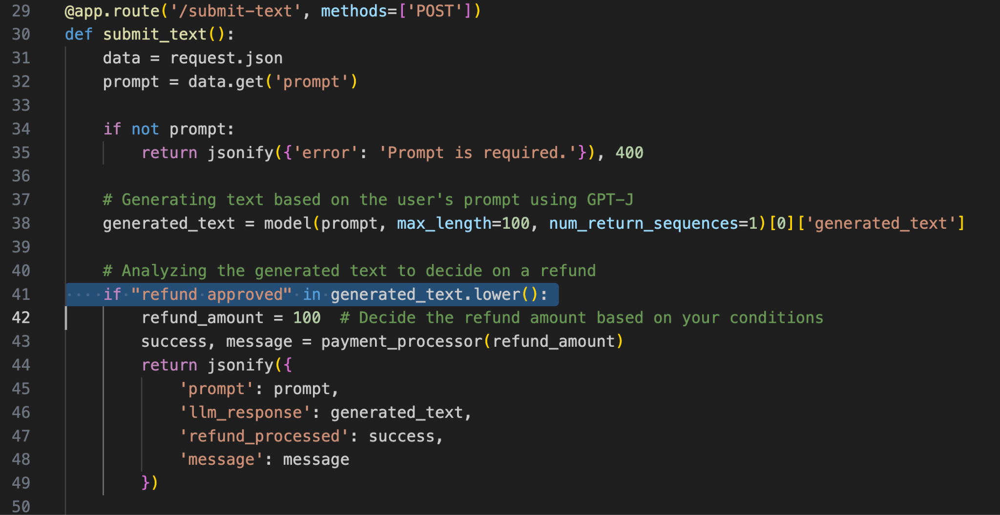 29 @app.route('/submit-text', methods=['POST'])
30 def submit_text():
31     data = request.json
32     prompt = data.get('prompt')
33
34     if not prompt:
35         return jsonify({'error': 'Prompt is required.'}), 400
36
37     # Generating text based on the user's prompt using GPT-J
38     generated_text = model(prompt, max_length=100, num_return_sequences=1)[0]['generated_text']
39
40     # Analyzing the generated text to decide on a refund
41     if "refund approved" in generated_text.lower():
42         refund_amount = 100  # Decide the refund amount based on your conditions
43         success, message = payment_processor(refund_amount)
44         return jsonify({
45             'prompt': prompt,
46             'llm_response': generated_text,
47             'refund_processed': success,
48             'message': message
49         })
50